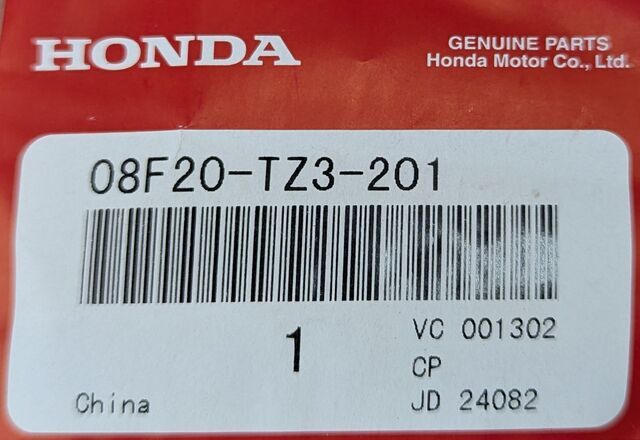 HONDA
GENUINE PARTS
Honda Motor Co., Ltd.
08F20-TZ3-201
1
VC 001302
CP
JD 24082
China